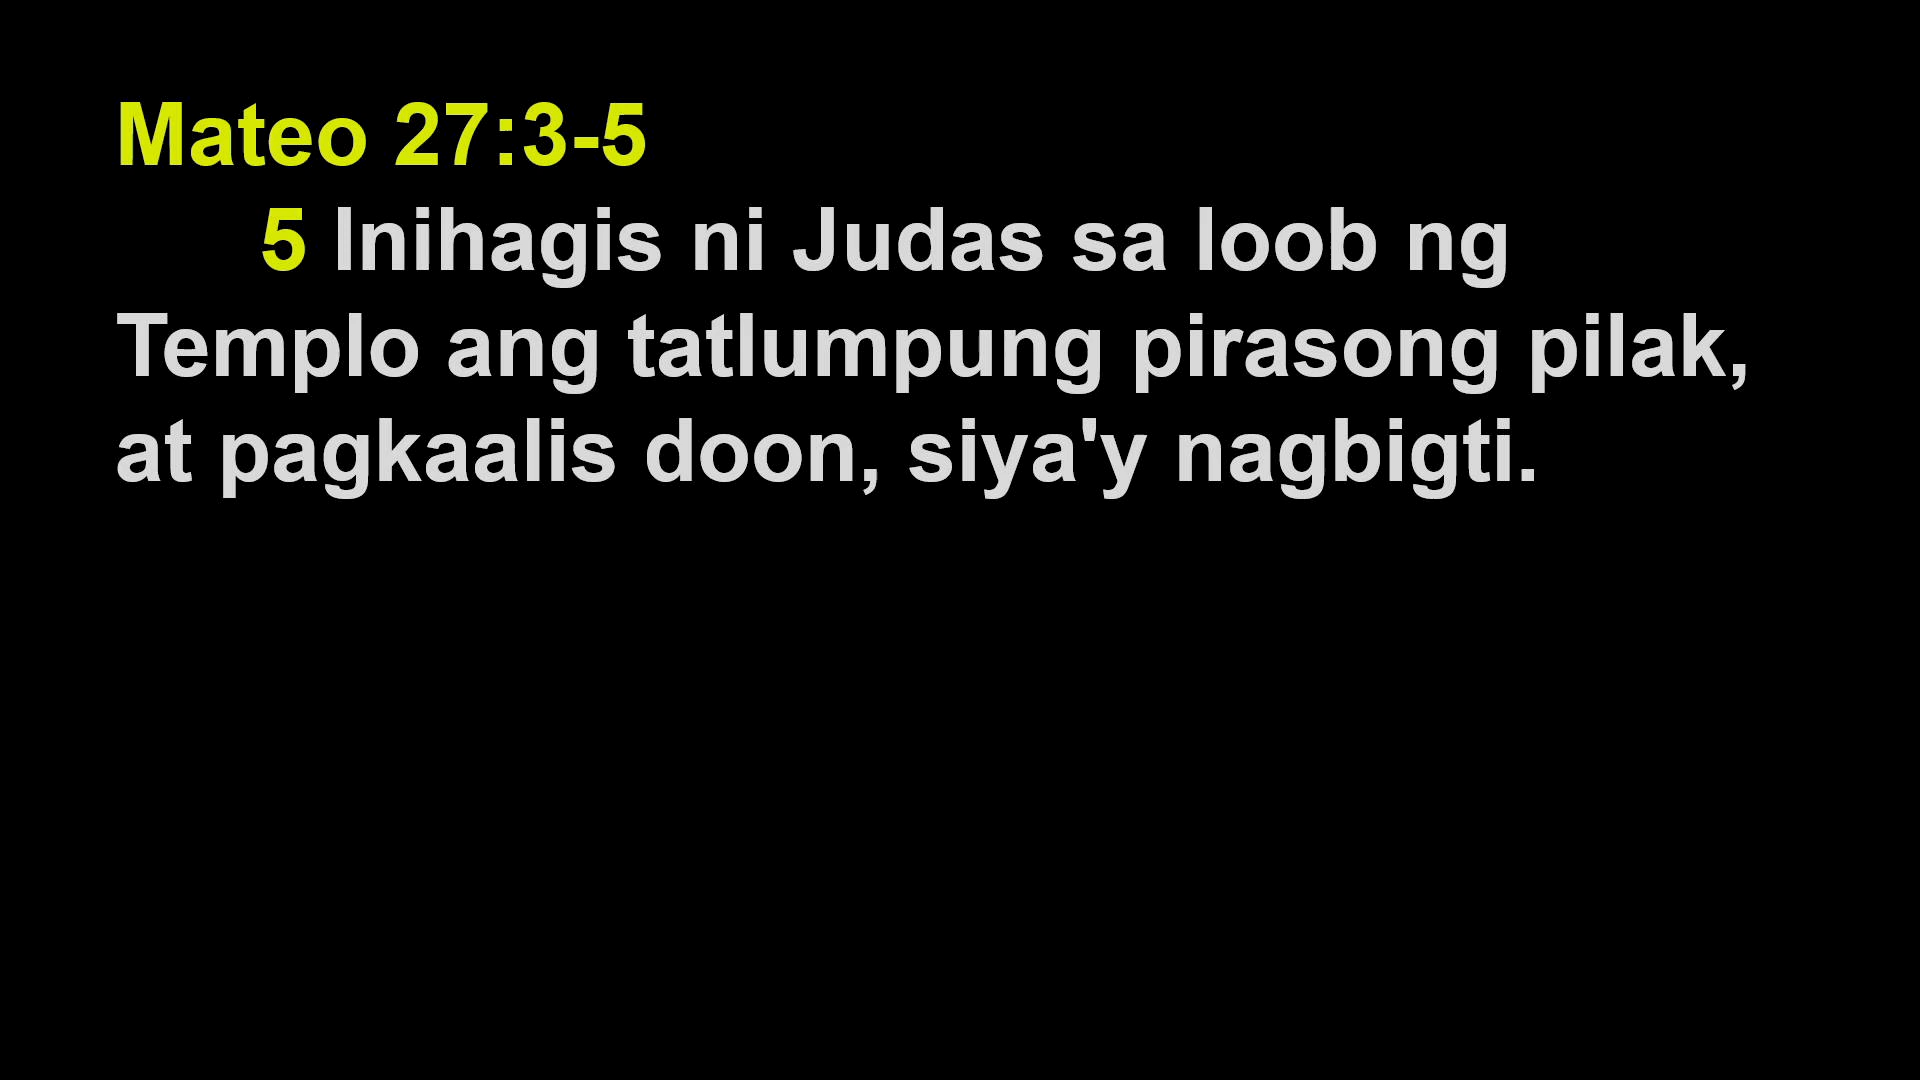 Mateo 27:3-5
5 Inihagis ni Judas sa loob ng
Templo ang tatlumpung pirasong pilak,
at pagkaalis doon, siya'y nagbigti.